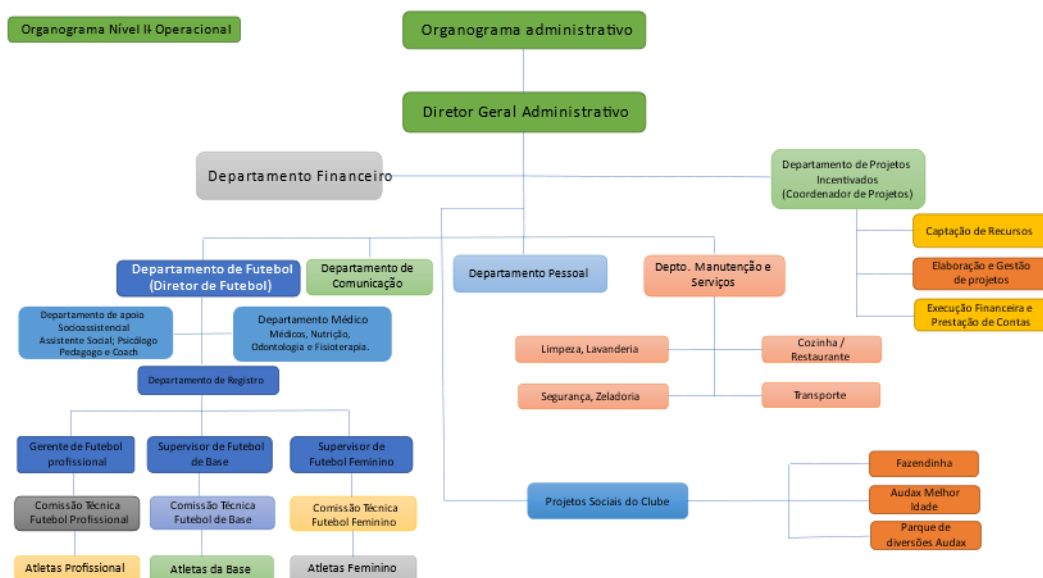 Organograma Nível II- Operacional
Organograma administrativo
Diretor Geral Administrativo
Departamento Financeiro
Departamento de Projetos
Incentivados
(Coordenador de Projetos)
Captação de Recursos
Elaboração e Gestão
de projetos
Execução Financeira e
Prestação de Contas
Departamento de Futebol
(Diretor de Futebol)
Departamento de
Comunicação
Departamento Pessoal
Depto. Manutenção e
Serviços
Departamento de apoio
Socioassistencial
Assistente Social; Psicólogo
Pedagogo e Coach
Departamento Médico
Médicos, Nutrição,
Odontologia e Fisioterapia.
Limpeza, Lavanderia
Cozinha /
Restaurante
Segurança, Zeladoria
Transporte
Departamento de Registro
Gerente de Futebol
profissional
Supervisor de Futebol
de Base
Supervisor de
Futebol Feminino
Comissão Técnica
Futebol Profissional
Comissão Técnica
Futebol de Base
Comissão Técnica
Futebol Feminino
Atletas Profissional
Atletas da Base
Atletas Feminino
Projetos Sociais do Clube
Fazendinha
Audax Melhor
Idade
Parque de
diversões Audax